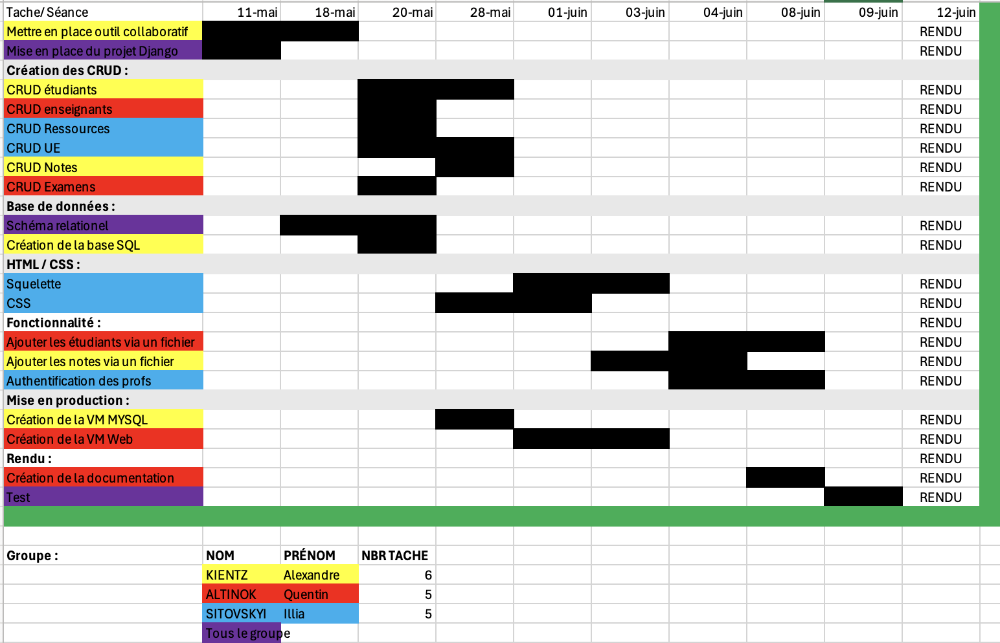 Tache/ Séance 11-mai 18-mai 20-mai 28-mai 01-juin 03-juin 04-juin 08-juin 09-juin 12-juin
Mettre en place outil collaboratif RENDU
Mise en place du projet Django RENDU
Création des CRUD :
CRUD étudiants RENDU
CRUD enseignants RENDU
CRUD Ressources RENDU
CRUD UE RENDU
CRUD Notes RENDU
CRUD Examens RENDU
Base de données :
Schéma relationel RENDU
Création de la base SQL RENDU
HTML / CSS :
Squelette RENDU
CSS RENDU
Fonctionnalité : RENDU
Ajouter les étudiants via un fichier RENDU
Ajouter les notes via un fichier RENDU
Authentification des profs RENDU
Mise en production :
Création de la VM MYSQL RENDU
Création de la VM Web RENDU
Rendu : RENDU
Création de la documentation RENDU
Test RENDU
Groupe : NOM PRÉNOM NBR TACHE
KIENTZ Alexandre 6
ALTINOK Quentin 5
SITOVSKYI Illia 5
Tous le groupe